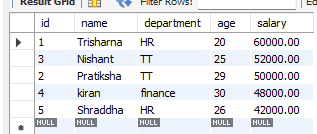 Result Grid Filter Rows:
id name department age salary
1 Trisharna HR 20 60000.00
3 Nishant TT 25 52000.00
2 Pratiksha TT 29 50000.00
4 kiran finance 30 48000.00
5 Shraddha HR 26 42000.00
NULL NULL NULL NULL NULL